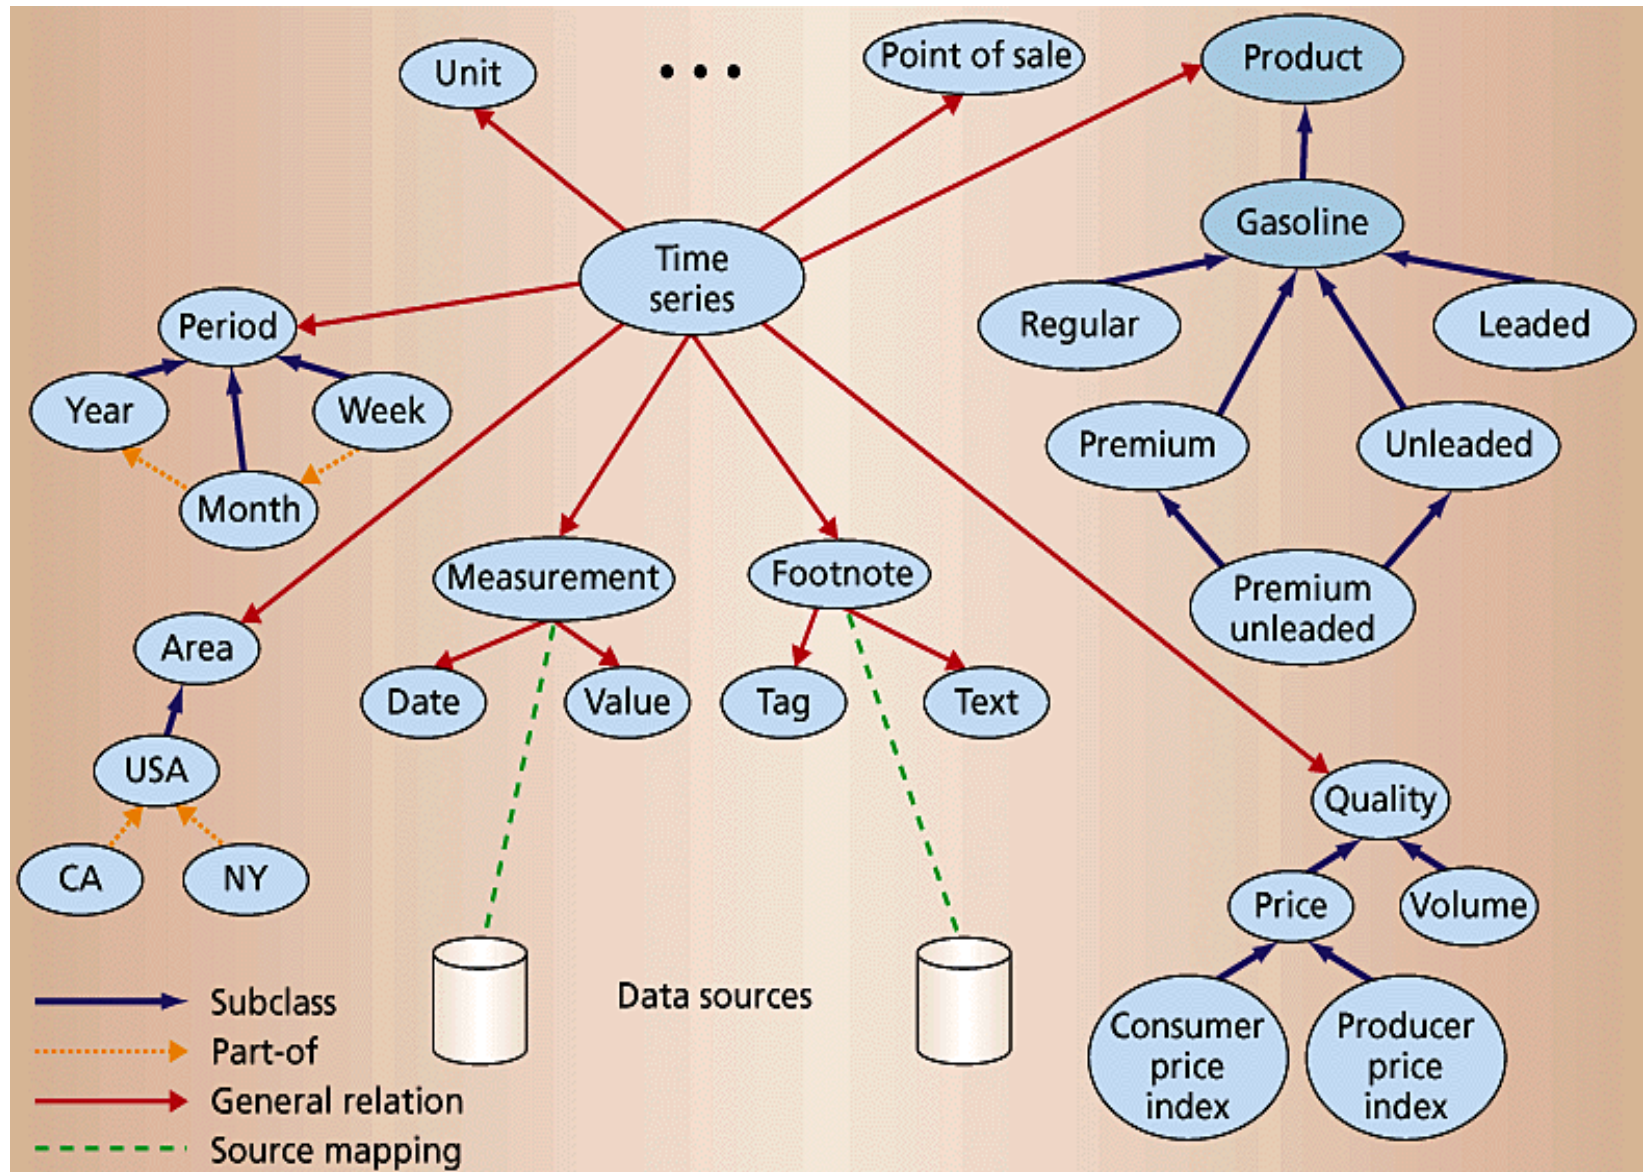 Unit
• • •
Point of sale
Product
Gasoline
Time
series
Regular
Leaded
Period
Year
Week
Premium
Unleaded
Month
Measurement
Footnote
Premium
unleaded
Area
Date
Value
Tag
Text
USA
Quality
CA
NY
Price
Volume
Data sources
Consumer
price
index
Producer
price
index
Subclass
Part-of
General relation
Source mapping